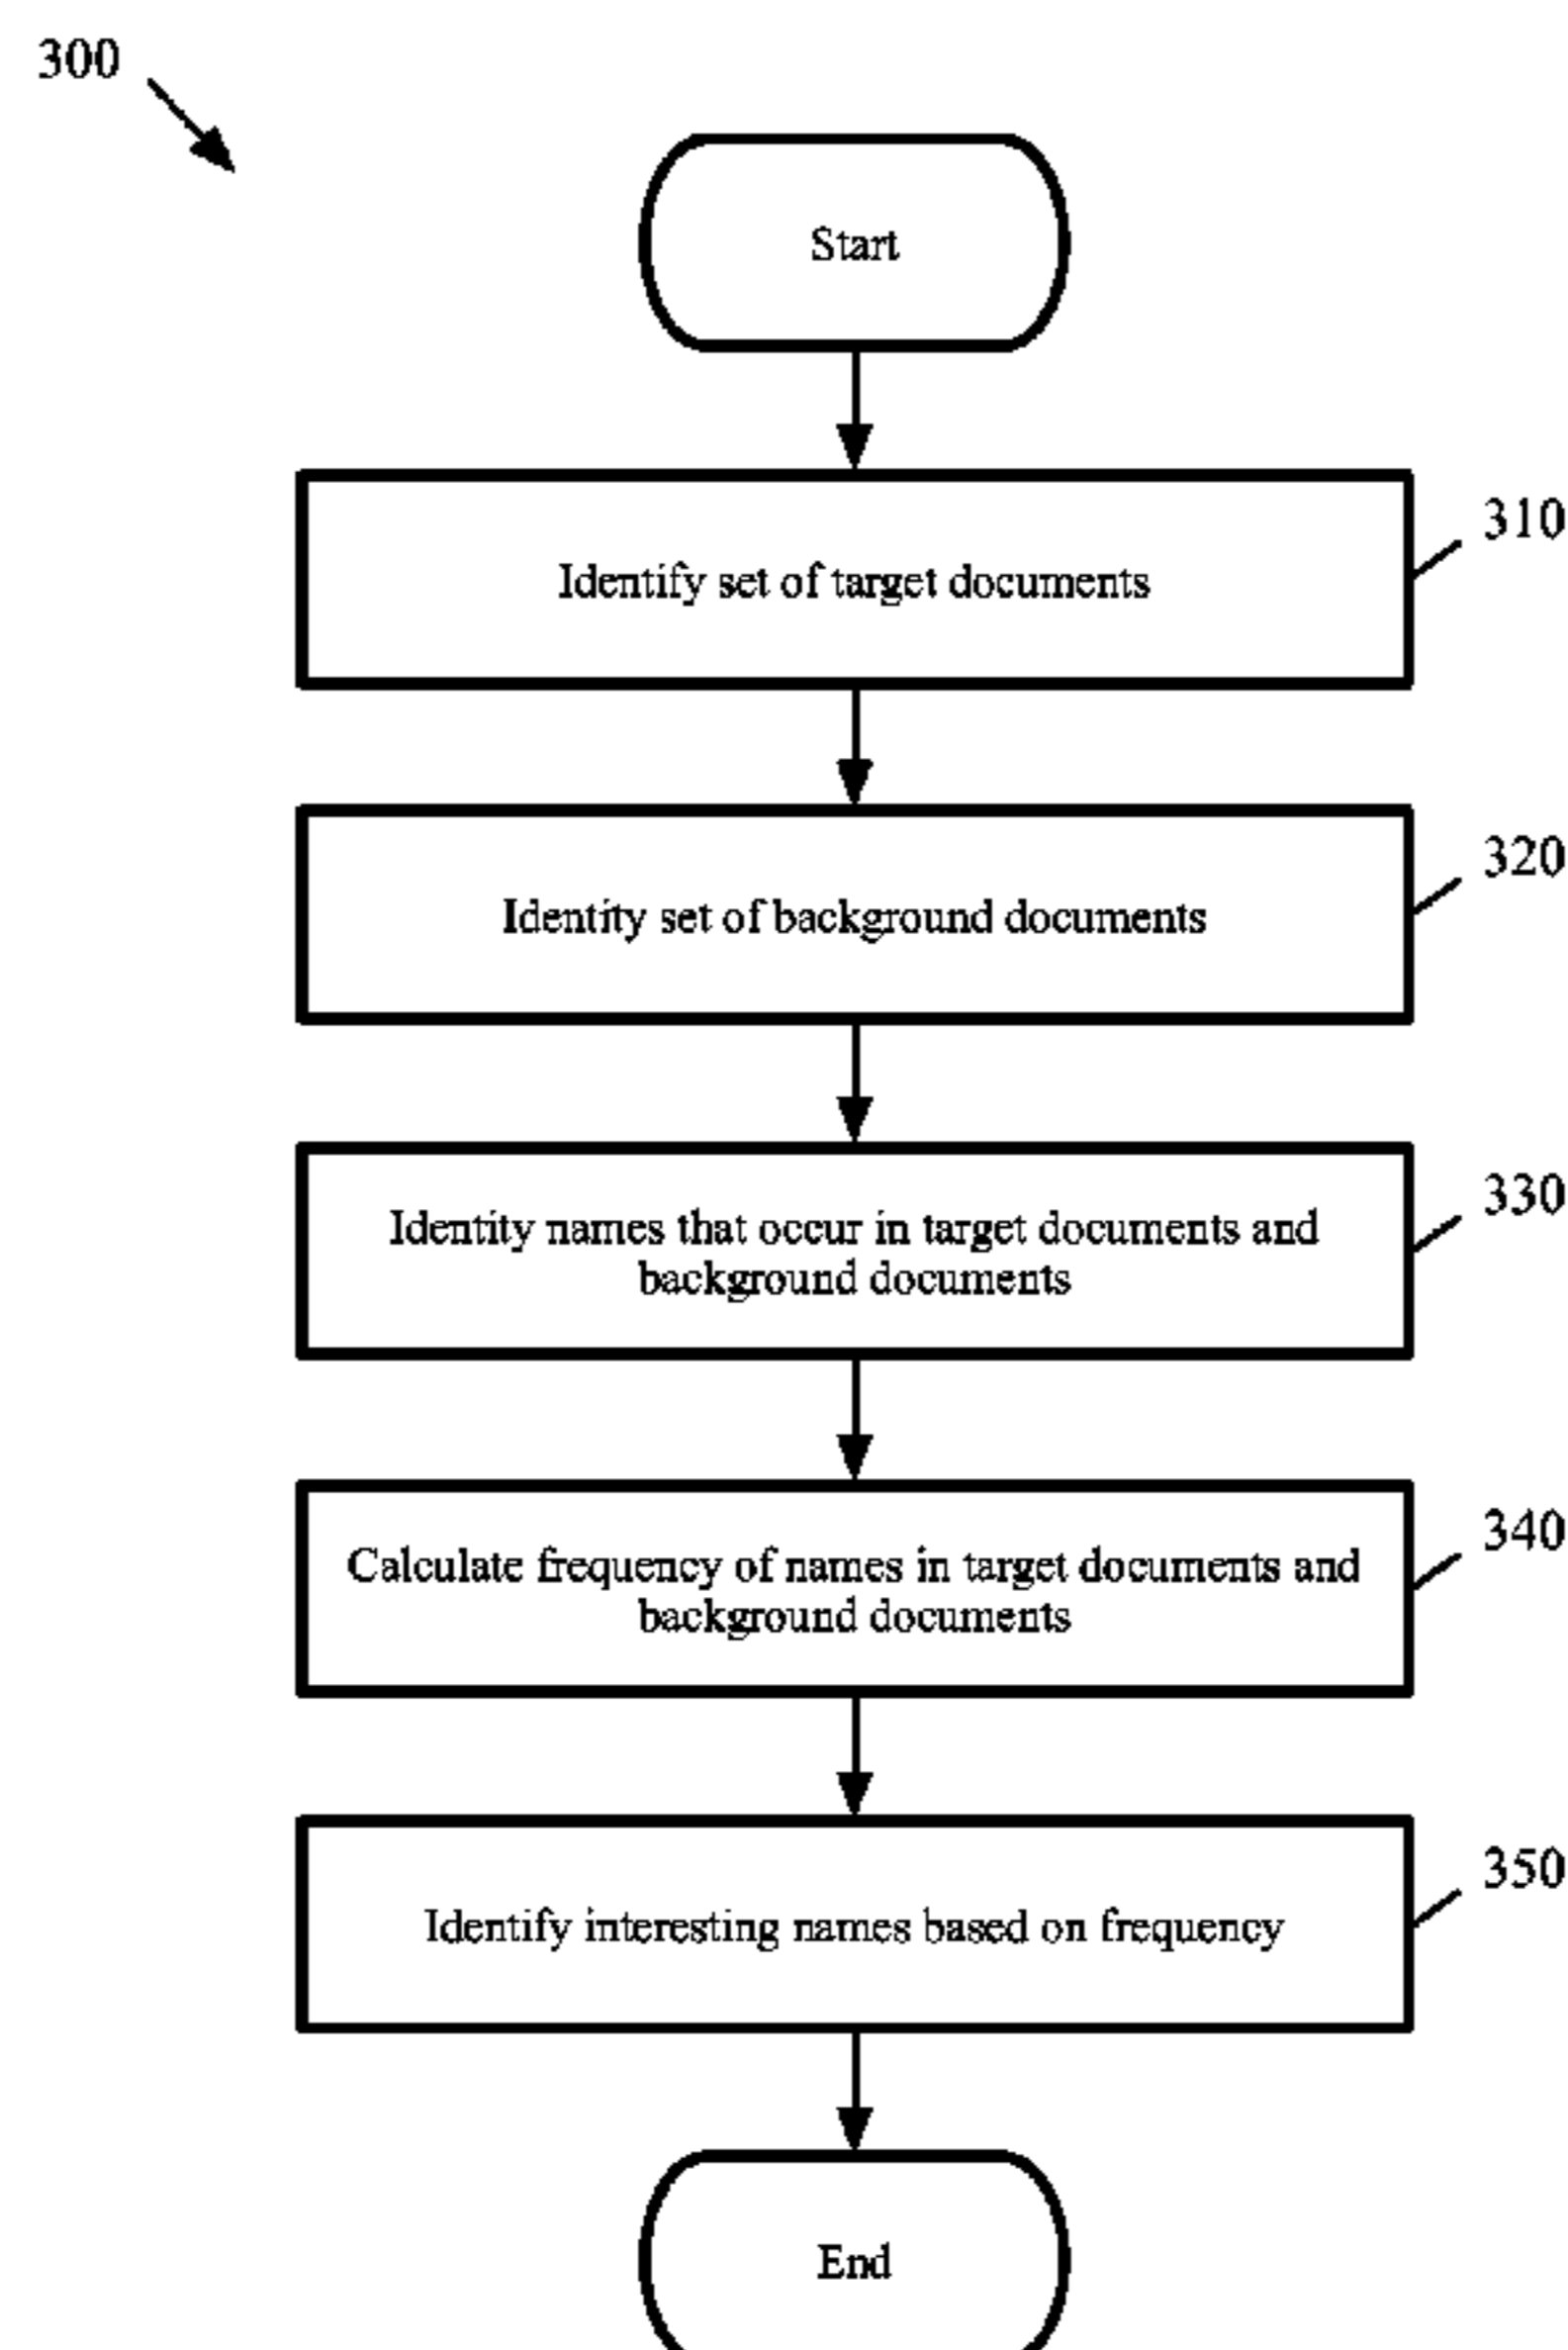 300
Start
310
Identify set of target documents
320
Identity set of background documents
330
Identity names that occur in target documents and
background documents
340
Calculate frequency of names in target documents and
background documents
350
Identify interesting names based on frequency
End